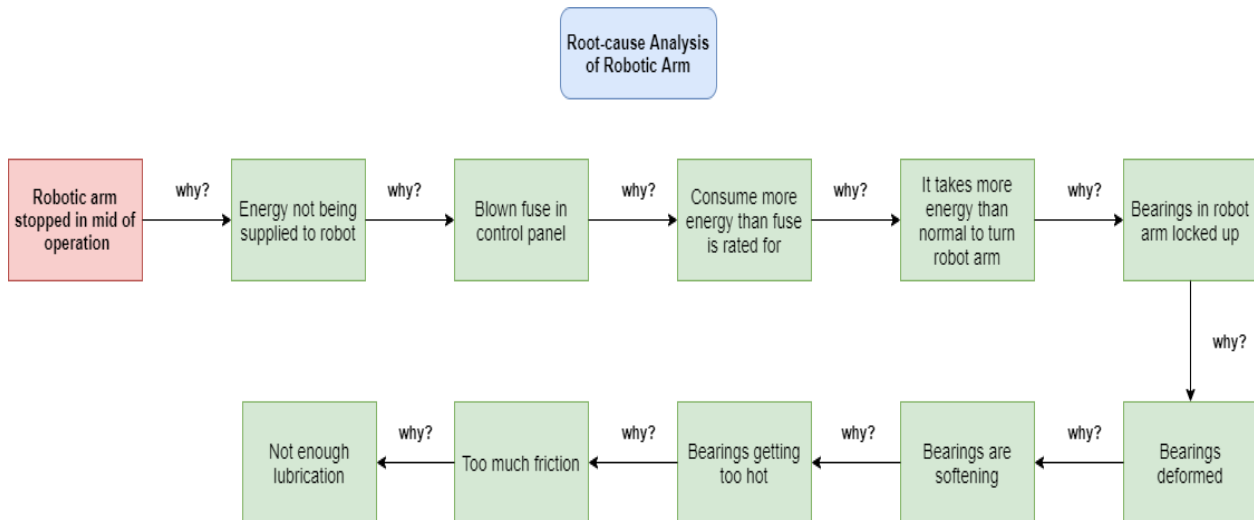 Root-cause Analysis
of Robotic Arm
Robotic arm
stopped in mid of
operation
why?
Energy not being
supplied to robot
why?
Blown fuse in
control panel
why?
Consume more
energy than fuse
is rated for
why?
It takes more
energy than
normal to turn
robot arm
why?
Bearings in robot
arm locked up
why?
Bearings
deformed
why?
Bearings are
softening
why?
Bearings getting
too hot
why?
Too much friction
why?
Not enough
lubrication